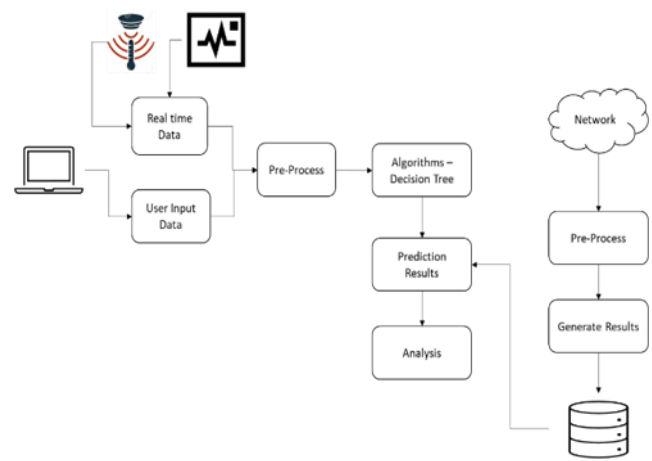 Real time
Data
User Input
Data
Pre-Process
Algorithms –
Decision Tree
Prediction
Results
Analysis
Network
Pre-Process
Generate Results